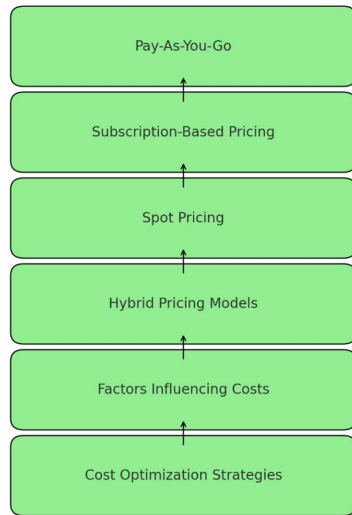 Pay-As-You-Go
Subscription-Based Pricing
Spot Pricing
Hybrid Pricing Models
Factors Influencing Costs
Cost Optimization Strategies